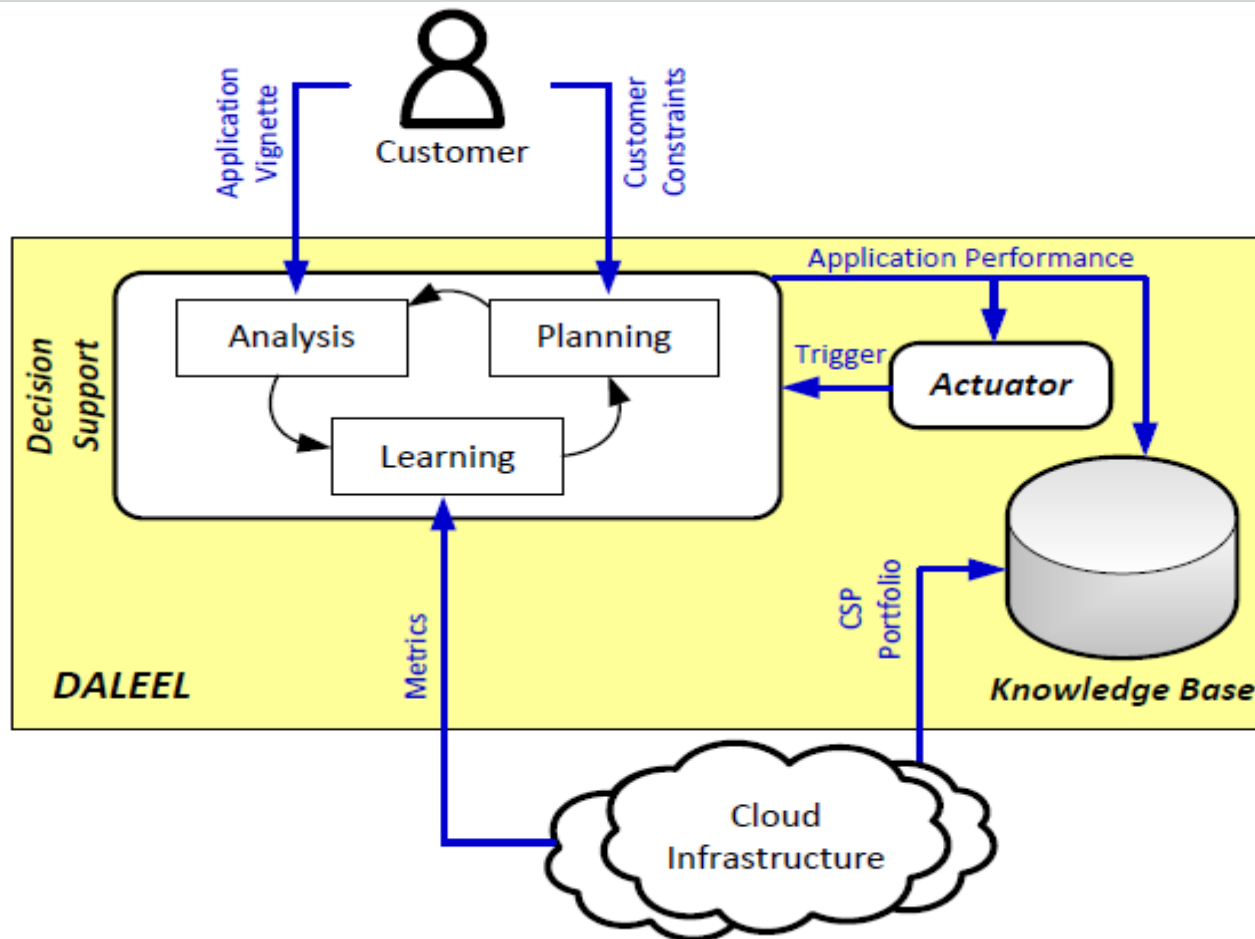 Application
Vignette
Customer
Customer
Constraints
Application Performance
Decision
Support
Analysis
Planning
Learning
Trigger
Actuator
Metrics
CSP
Portfolio
DALEEL
Knowledge Base
Cloud
Infrastructure